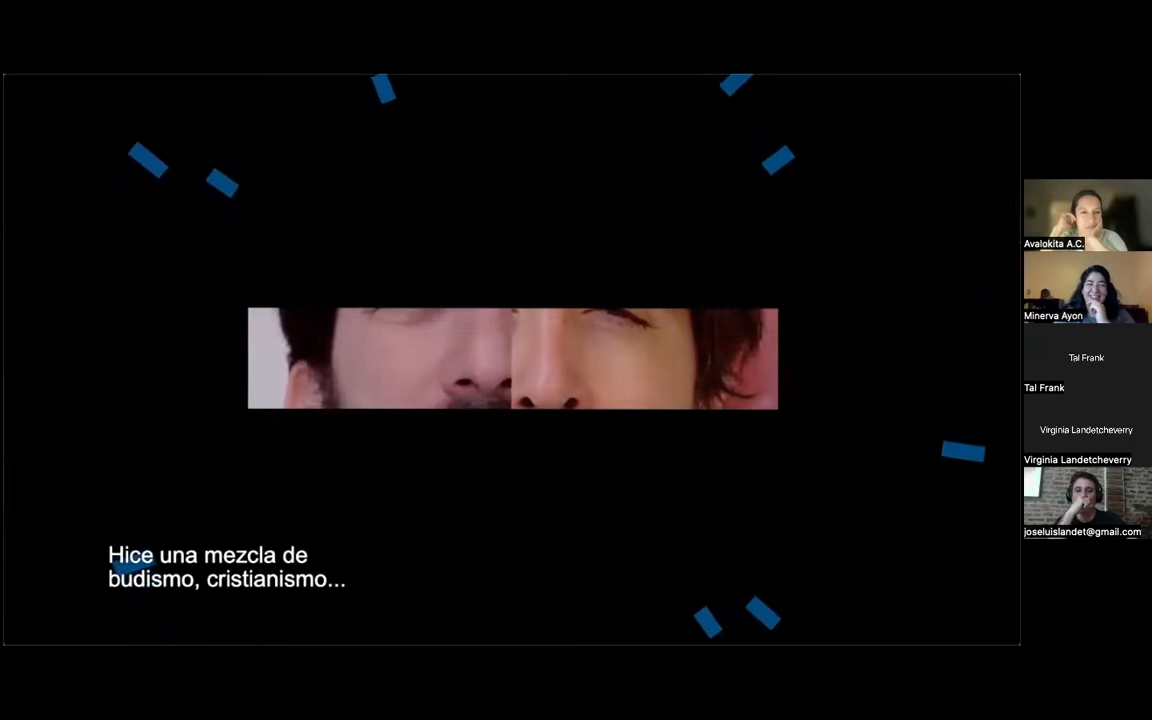 Hice una mezcla de
budismo, cristianismo...
Avalokita A.C.
Minerva Ayon
Tal Frank
Tal Frank
Virginia Landetcheverry
Virginia Landetcheverry
joseluislandet@gmail.com